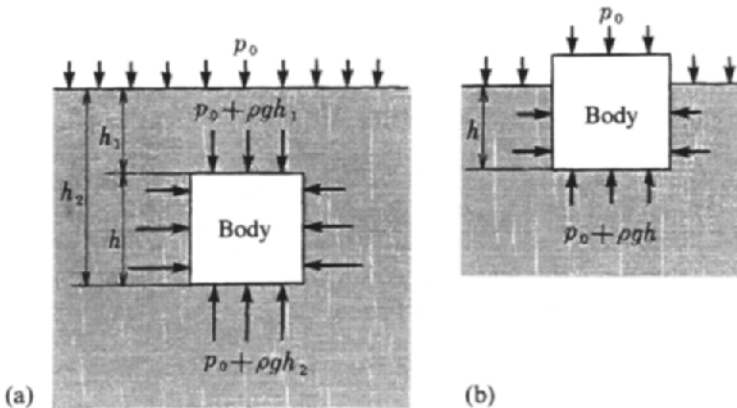 p₀
p₀ + ρgh₁
h₁
h₂
h
Body
p₀ + ρgh₂
(a)
p₀
h
Body
p₀ + ρgh
(b)